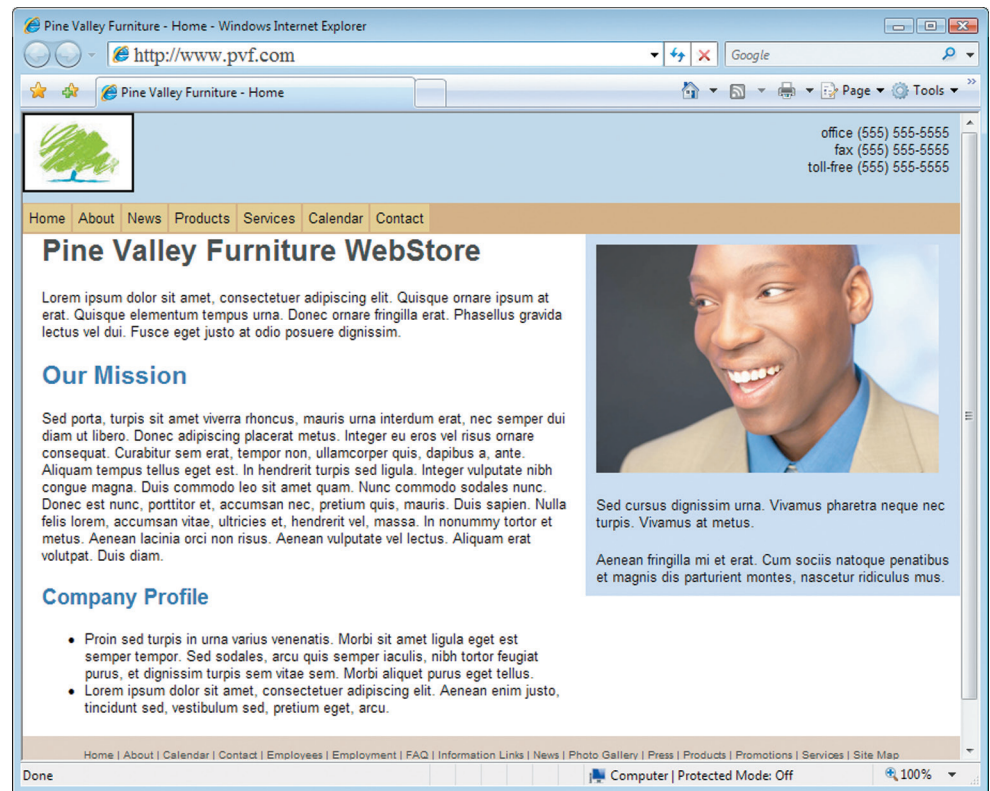 Pine Valley Furniture - Home - Windows Internet Explorer
http://www.pvf.com
Google
Pine Valley Furniture - Home
Page
Tools
office (555) 555-5555
fax (555) 555-5555
toll-free (555) 555-5555
Home About News Products Services Calendar Contact
Pine Valley Furniture WebStore
Lorem ipsum dolor sit amet, consectetuer adipiscing elit. Quisque ornare ipsum at
erat. Quisque elementum tempus urna. Donec ornare fringilla erat. Phasellus gravida
lectus vel dui. Fusce eget justo at odio posuere dignissim.
Our Mission
Sed porta, turpis sit amet viverra rhoncus, mauris urna interdum erat, nec semper dui
diam ut libero. Donec adipiscing placerat metus. Integer eu eros vel risus ornare
consequat. Curabitur sem erat, tempor non, ullamcorper quis, dapibus a, ante.
Aliquam tempus tellus eget est. In hendrerit turpis sed ligula. Integer vulputate nibh
congue magna. Duis commodo leo sit amet quam. Nunc commodo sodales nunc.
Donec est nunc, porttitor et, accumsan nec, pretium quis, mauris. Duis sapien. Nulla
felis lorem, accumsan vitae, ultricies et, hendrerit vel, massa. In nonummy tortor et
metus. Aenean lacinia orci non risus. Aenean vulputate vel lectus. Aliquam erat
volutpat. Duis diam.
Company Profile
• Proin sed turpis in urna varius venenatis. Morbi sit amet ligula eget est
semper tempor. Sed sodales, arcu quis semper iaculis, nibh tortor feugiat
purus, et dignissim turpis sem vitae sem. Morbi aliquet purus eget tellus.
• Lorem ipsum dolor sit amet, consectetuer adipiscing elit. Aenean enim justo,
tincidunt sed, vestibulum sed, pretium eget, arcu.
Sed cursus dignissim urna. Vivamus pharetra neque nec
turpis. Vivamus at metus.
Aenean fringilla mi et erat. Cum sociis natoque penatibus
et magnis dis parturient montes, nascetur ridiculus mus.
Home | About | Calendar | Contact | Employees | Employment | FAQ | Information Links | News | Photo Gallery | Press | Products | Promotions | Services | Site Map
Done
Computer | Protected Mode: Off
100%